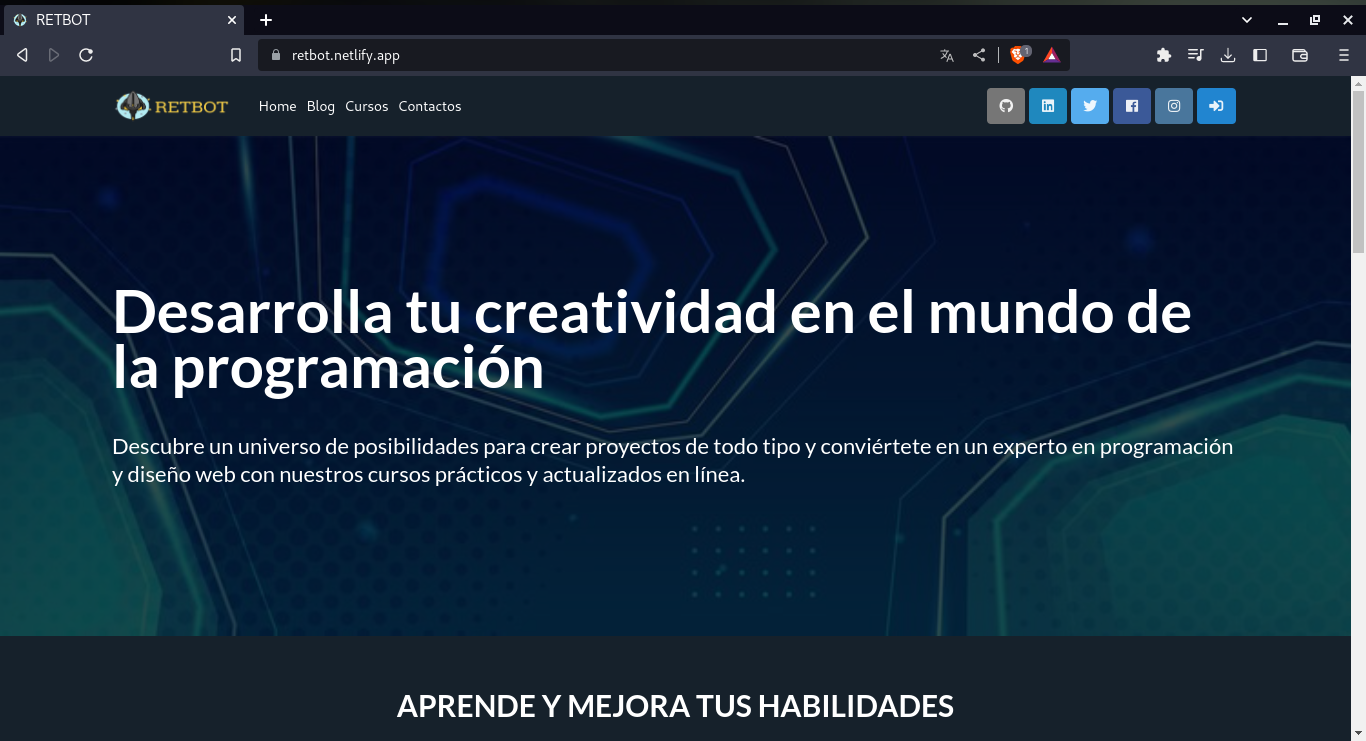 RETBOT
retbot.netlify.app
1
RETBOT
Home Blog Cursos Contactos
Desarrolla tu creatividad en el mundo de
la programación
Descubre un universo de posibilidades para crear proyectos de todo tipo y conviértete en un experto en programación
y diseño web con nuestros cursos prácticos y actualizados en línea.
APRENDE Y MEJORA TUS HABILIDADES